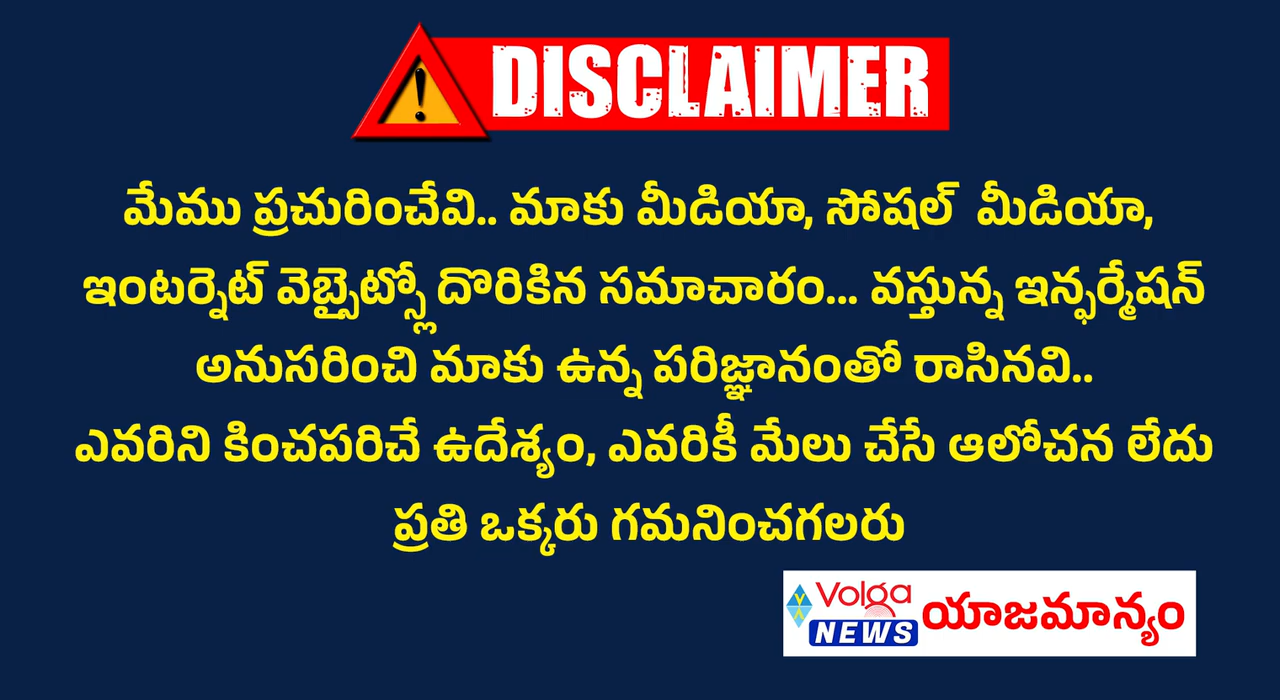 DISCLAIMER
మేము ప్రచురించేవి.. మాకు మీడియా, సోషల్ మీడియా,
ఇంటర్నెట్ వెబ్సైట్స్లో దొరికిన సమాచారం... వస్తున్న ఇన్ఫర్మేషన్
అనుసరించి మాకు ఉన్న పరిజ్ఞానంతో రాసినవి..
ఎవరిని కించపరిచే ఉదేశ్యం, ఎవరికీ మేలు చేసే ఆలోచన లేదు
ప్రతి ఒక్కరు గమనించగలరు
Volga NEWS యాజమాన్యం